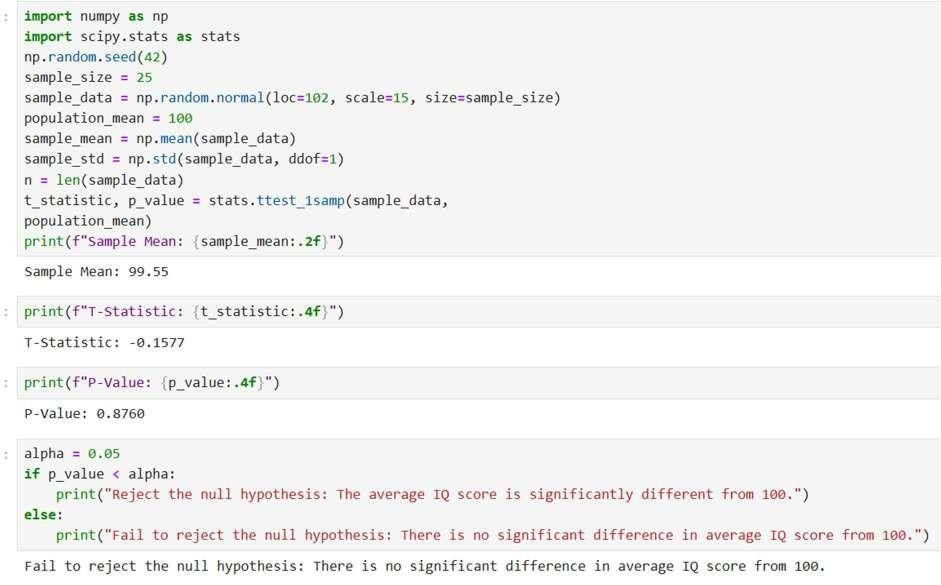 import numpy as np
import scipy.stats as stats
np.random.seed(42)
sample_size = 25
sample_data = np.random.normal(loc=102, scale=15, size=sample_size)
population_mean = 100
sample_mean = np.mean(sample_data)
sample_std = np.std(sample_data, ddof=1)
n = len(sample_data)
t_statistic, p_value = stats.ttest_1samp(sample_data,
population_mean)
print(f"Sample Mean: {sample_mean:.2f}")
Sample Mean: 99.55
print(f"T-Statistic: {t_statistic:.4f}")
T-Statistic: -0.1577
print(f"P-Value: {p_value:.4f}")
P-Value: 0.8760
alpha = 0.05
if p_value < alpha:
    print("Reject the null hypothesis: The average IQ score is significantly different from 100.")
else:
    print("Fail to reject the null hypothesis: There is no significant difference in average IQ score from 100.")
Fail to reject the null hypothesis: There is no significant difference in average IQ score from 100.